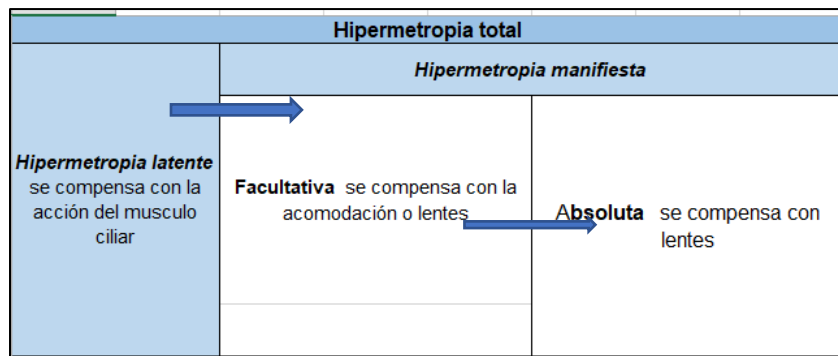 Hipermetropia total
Hipermetropia manifiesta
Hipermetropia latente
se compensa con la
acción del musculo
ciliar
Facultativa se compensa con la
acomodación o lentes
Absoluta se compensa con
lentes